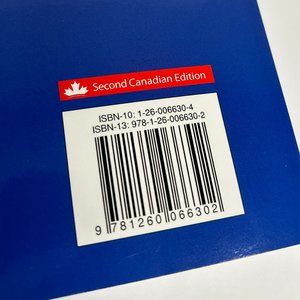 Second Canadian Edition
ISBN-10: 1-26-006630-4
ISBN-13: 978-1-26-006630-2
9 781260 066302